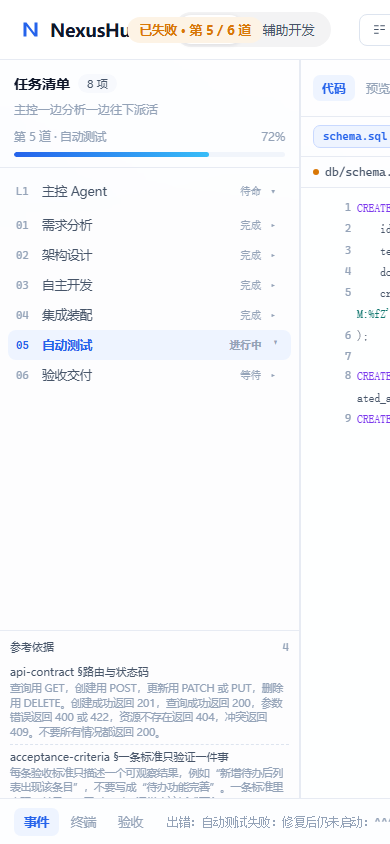 N NexusHu
已失败 • 第 5 / 6 道 辅助开发
任务清单 8 项
主控一边分析一边往下派活
第 5 道 · 自动测试 72%
L1 主控 Agent 待命
01 需求分析 完成
02 架构设计 完成
03 自主开发 完成
04 集成装配 完成
05 自动测试 进行中
06 验收交付 等待
参考依据 4
api-contract §路由与状态码
查询用 GET，创建用 POST，更新用 PATCH 或 PUT，删除
用 DELETE。创建成功返回 201，查询成功返回 200，参数
错误返回 400 或 422，资源不存在返回 404，冲突返回
409。不要所有情况都返回 200。
acceptance-criteria §一条标准只验证一件事
每条验收标准只描述一个可观察结果，例如“新增待办后列
表出现该条目”，不要写成“待办功能完善”。一条标准里
代码 预览
schema.sql
db/schema.
1 CREATE
2 id
3 te
4 do
5 cr
M:%fZ'
6 );
7
8 CREATE
ated_a
9 CREATE
事件 终端 验收 出错：自动测试失败：修复后仍未启动：^^